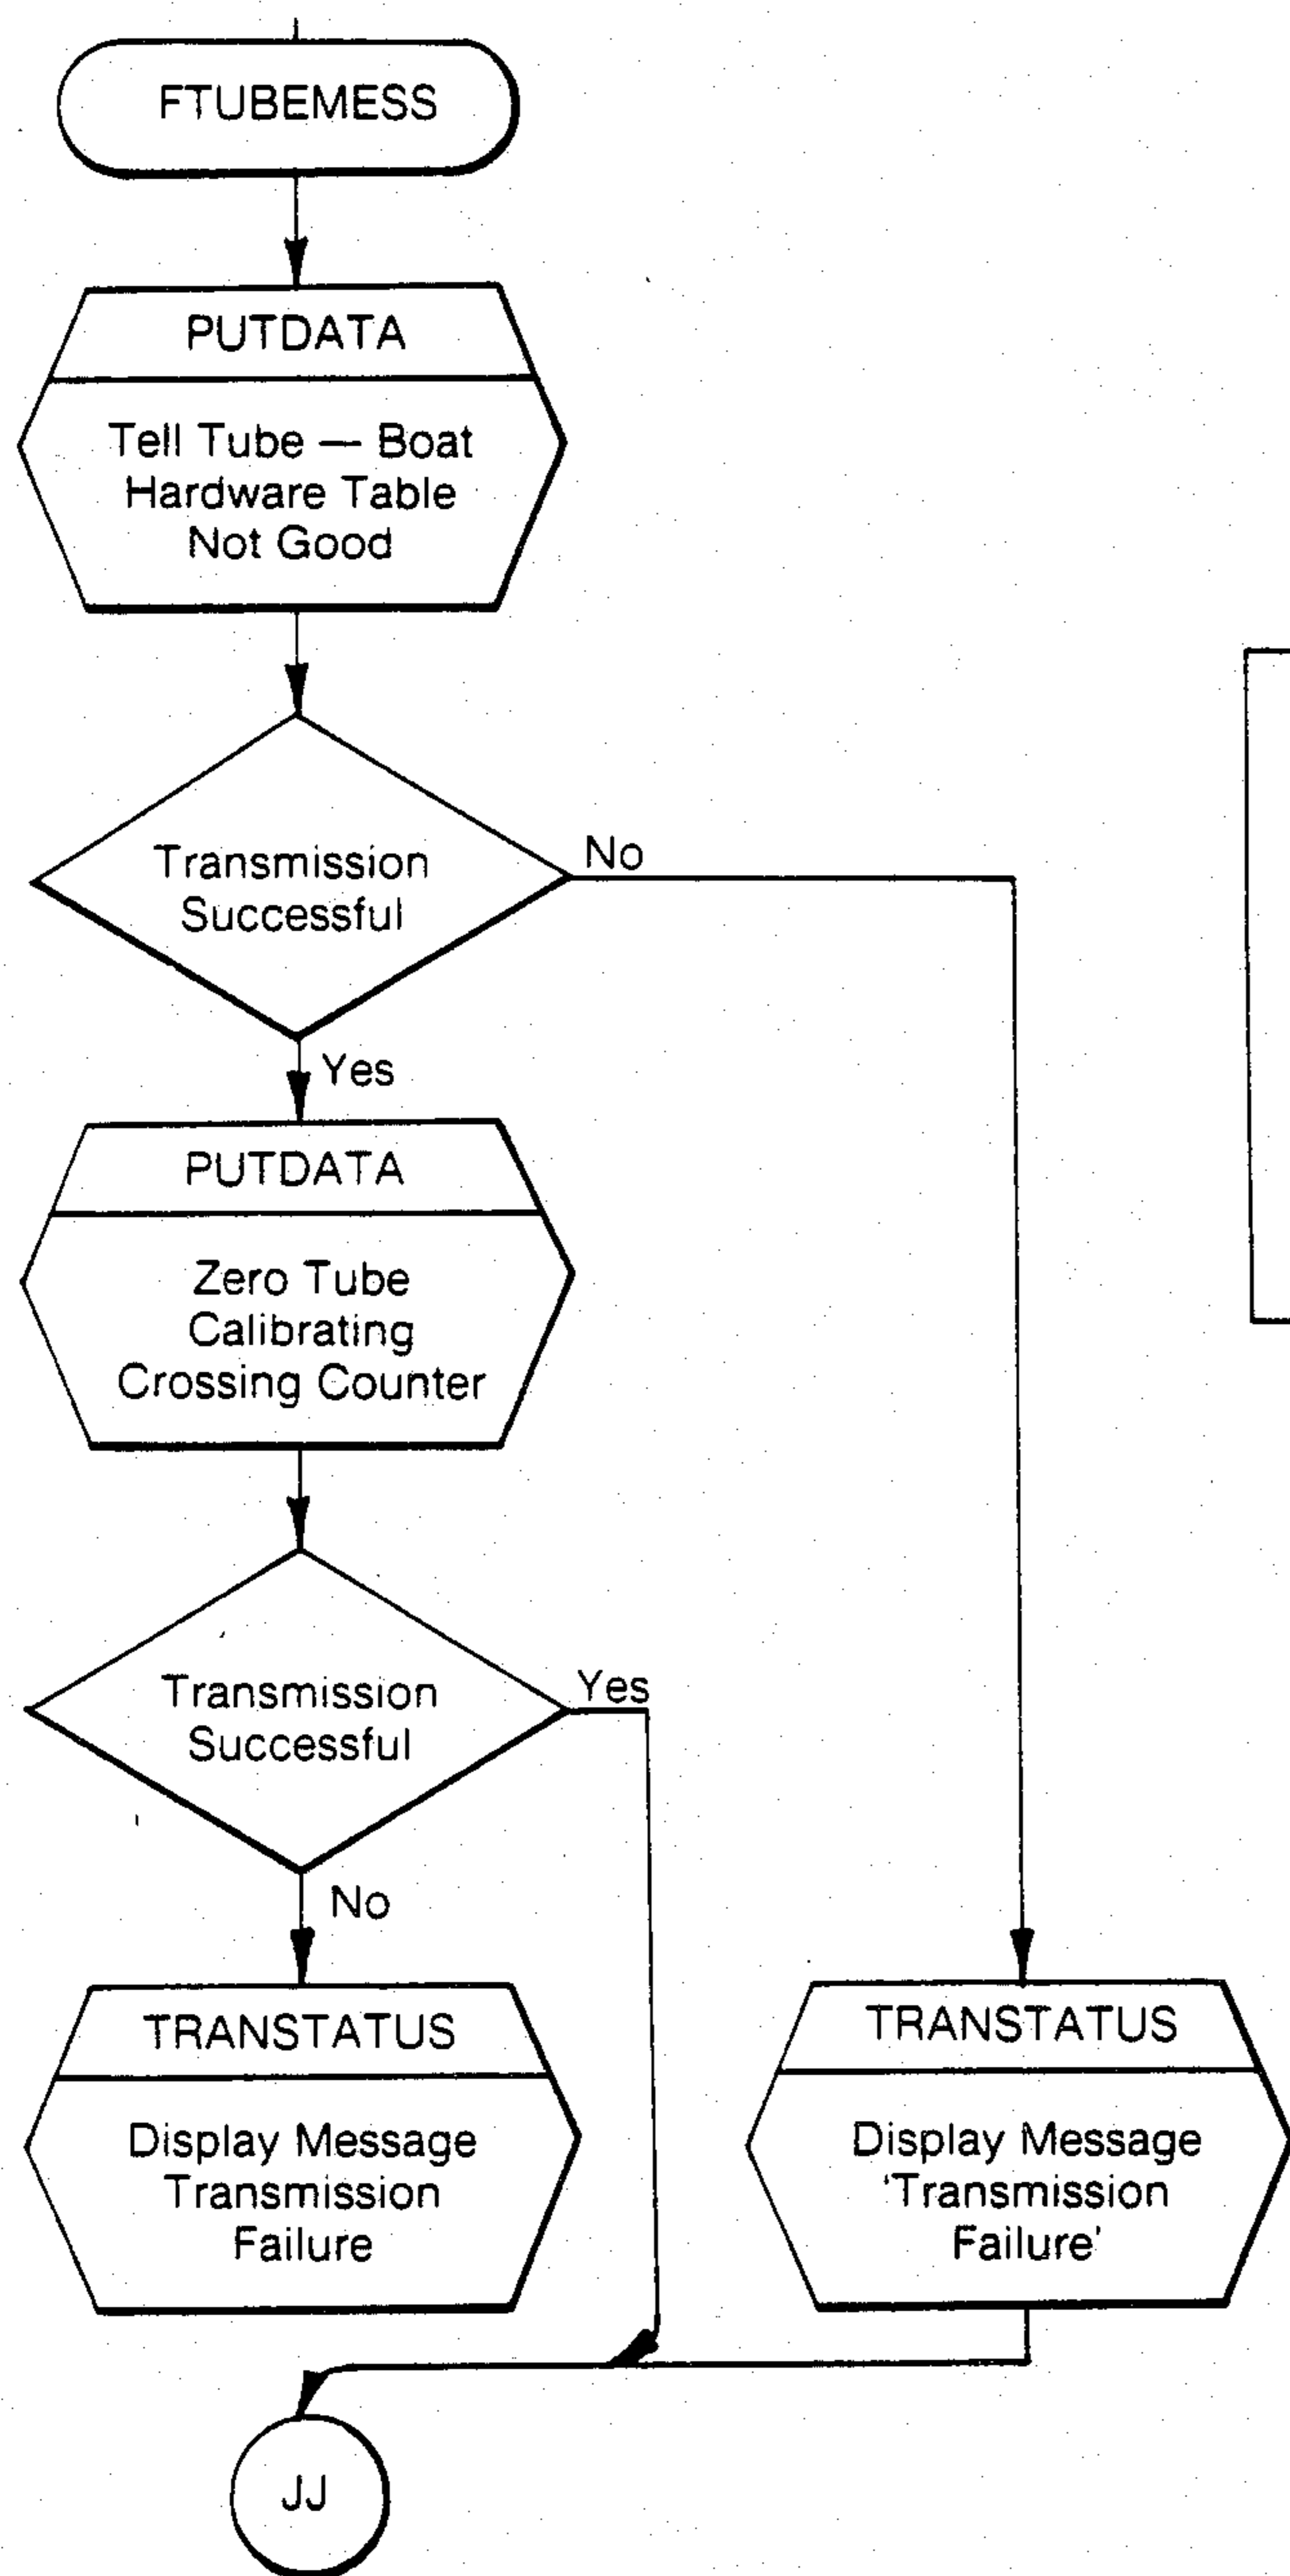 FTUBEMESS
PUTDATA
Tell Tube — Boat
Hardware Table
Not Good
Transmission
Successful
No
Yes
PUTDATA
Zero Tube
Calibrating
Crossing Counter
Transmission
Successful
Yes
No
TRANSTATUS
Display Message
Transmission
Failure
TRANSTATUS
Display Message
'Transmission
Failure'
JJ